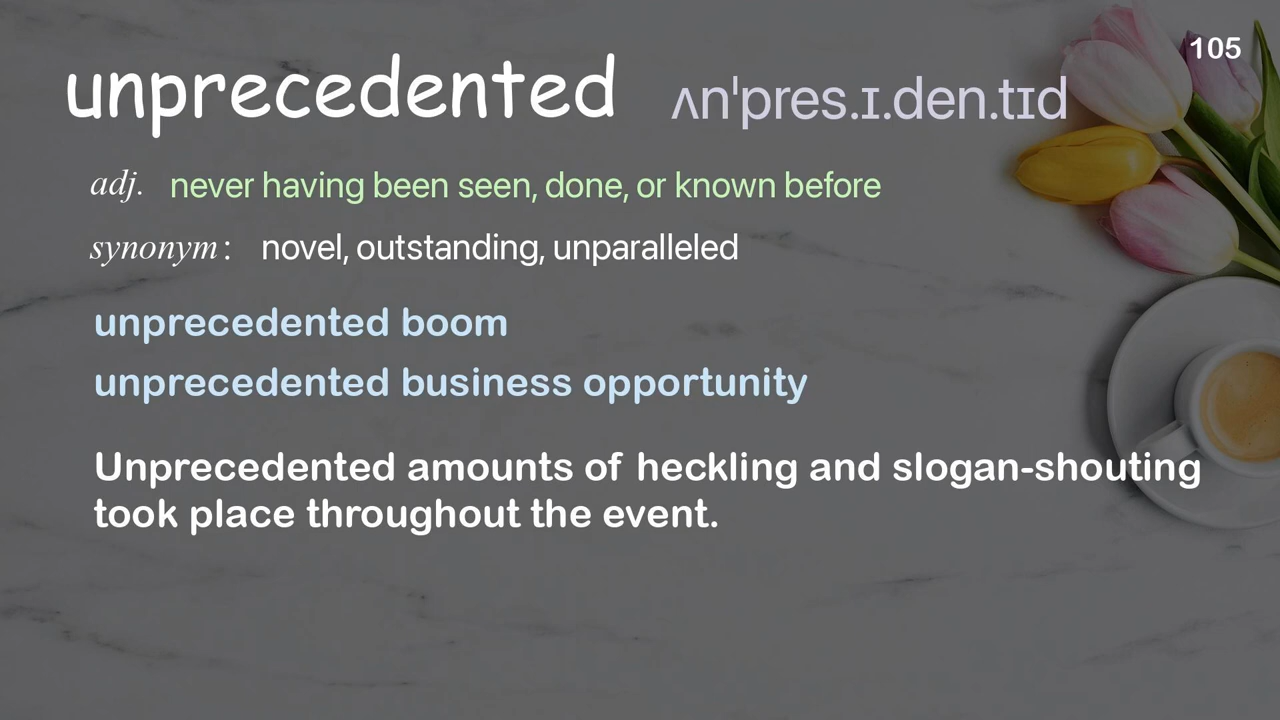 105
unprecedented ʌnˈpres.ɪ.den.tɪd
adj. never having been seen, done, or known before
synonym: novel, outstanding, unparalleled
unprecedented boom
unprecedented business opportunity
Unprecedented amounts of heckling and slogan-shouting
took place throughout the event.